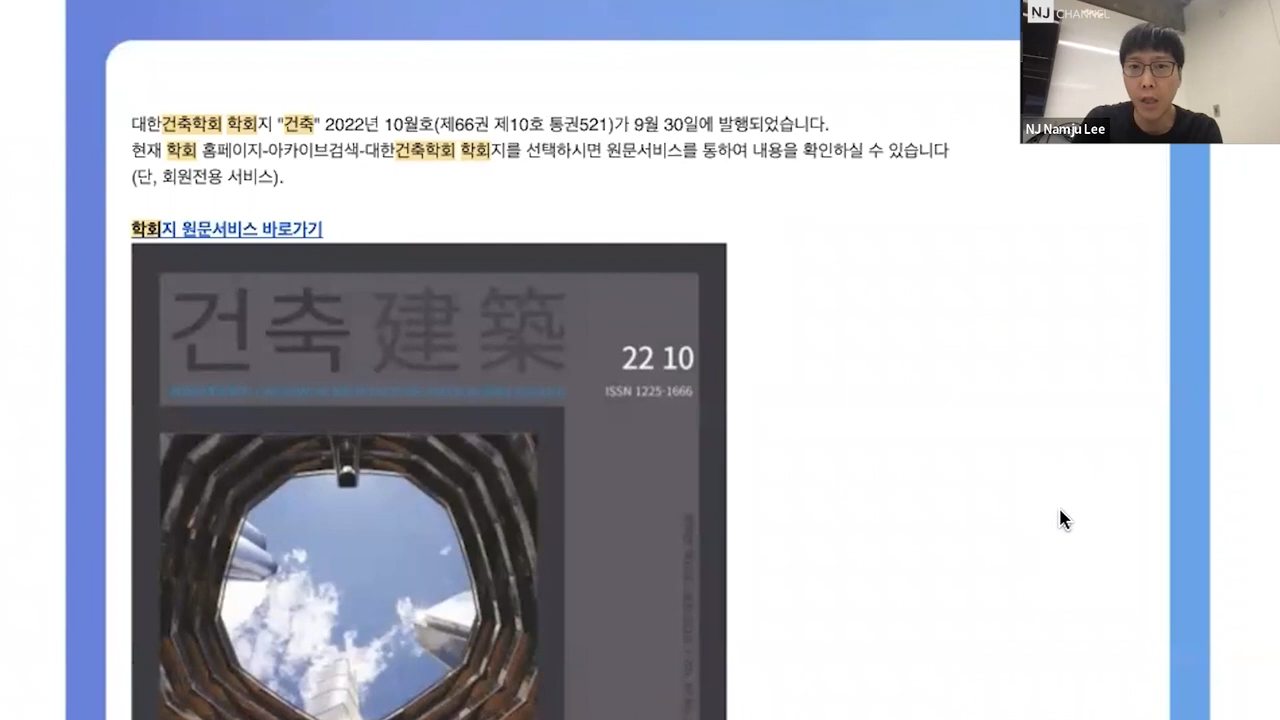 NJ CHANNEL
NJ Namju Lee
대한건축학회 학회지 "건축" 2022년 10월호(제66권 제10호 통권521)가 9월 30일에 발행되었습니다.
현재 학회 홈페이지-아카이브검색-대한건축학회 학회지를 선택하시면 원문서비스를 통하여 내용을 확인하실 수 있습니다
(단, 회원전용 서비스).
학회지 원문서비스 바로가기
건축 建築
22 10
ISSN 1225-1666